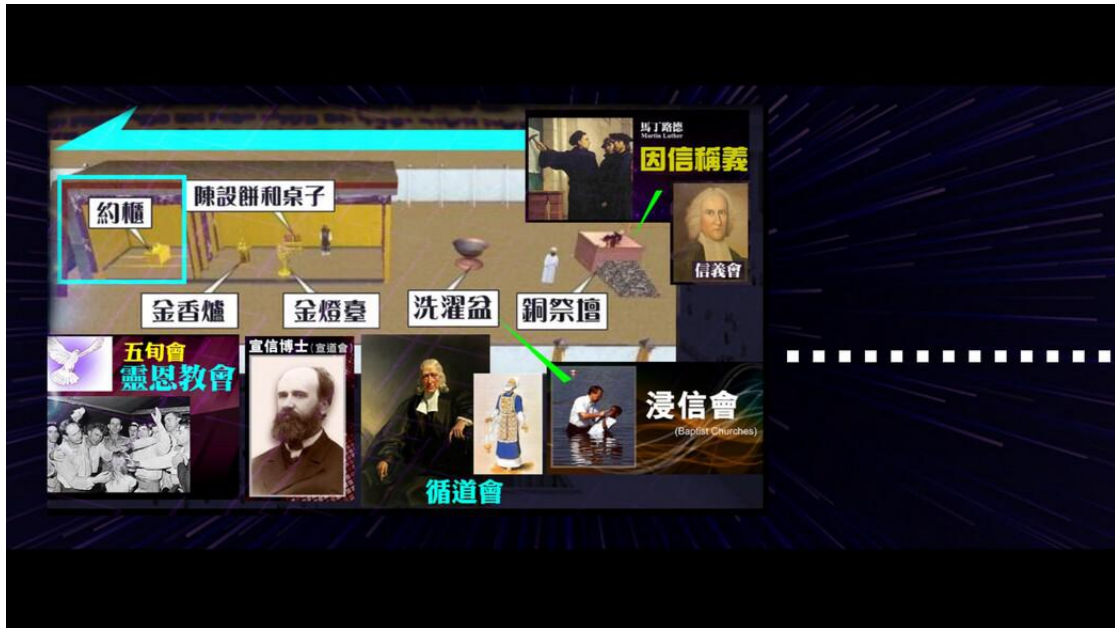 馬丁路德
Martin Luther
因信稱義
信義會
陳設餅和桌子
約櫃
金香爐
金燈臺
洗濯盆
銅祭壇
五旬會
靈恩教會
宣信博士(宣道會)
循道會
浸信會
(Baptist Churches)